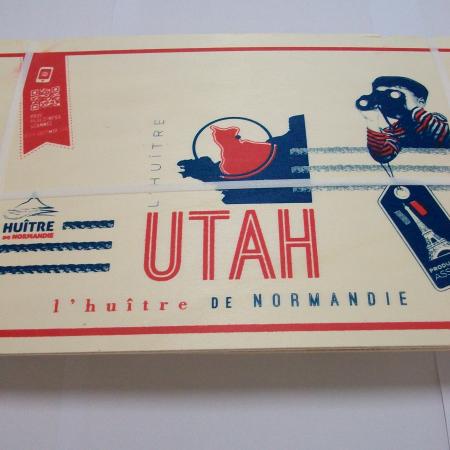 L'HUÎTRE
HUÎTRE
DE NORMANDIE
UTAH
l'huître DE NORMANDIE